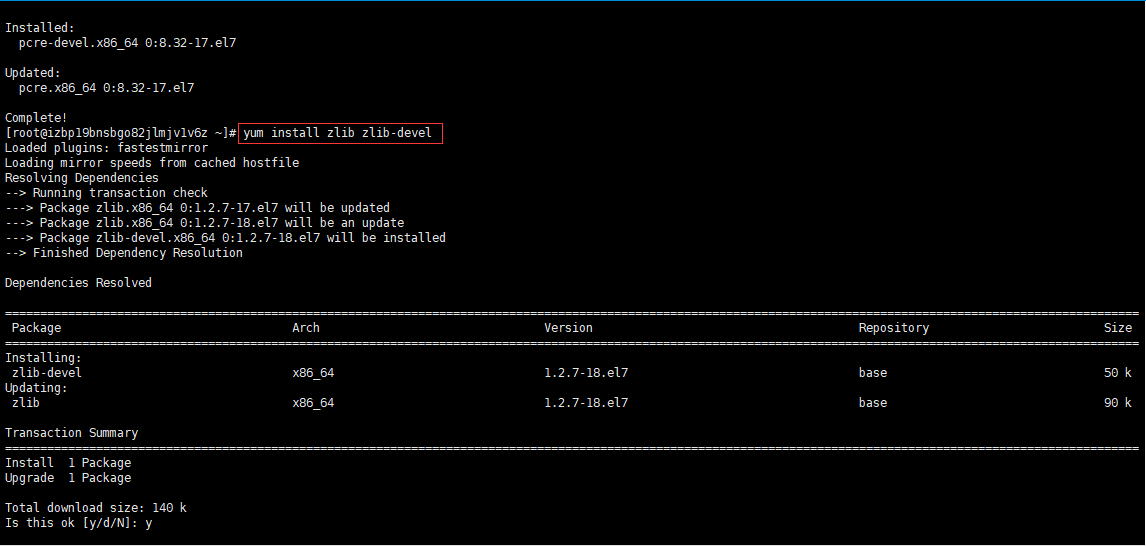 Installed:
  pcre-devel.x86_64 0:8.32-17.el7
Updated:
  pcre.x86_64 0:8.32-17.el7
Complete!
[root@izbp19bnsbgo82jlmjv1v6z ~]# yum install zlib zlib-devel
Loaded plugins: fastestmirror
Loading mirror speeds from cached hostfile
Resolving Dependencies
--> Running transaction check
---> Package zlib.x86_64 0:1.2.7-17.el7 will be updated
---> Package zlib.x86_64 0:1.2.7-18.el7 will be an update
---> Package zlib-devel.x86_64 0:1.2.7-18.el7 will be installed
--> Finished Dependency Resolution
Dependencies Resolved
================================================================================
 Package Arch Version Repository Size
================================================================================
Installing:
 zlib-devel x86_64 1.2.7-18.el7 base 50 k
Updating:
 zlib x86_64 1.2.7-18.el7 base 90 k
Transaction Summary
================================================================================
Install  1 Package
Upgrade  1 Package
Total download size: 140 k
Is this ok [y/d/N]: y